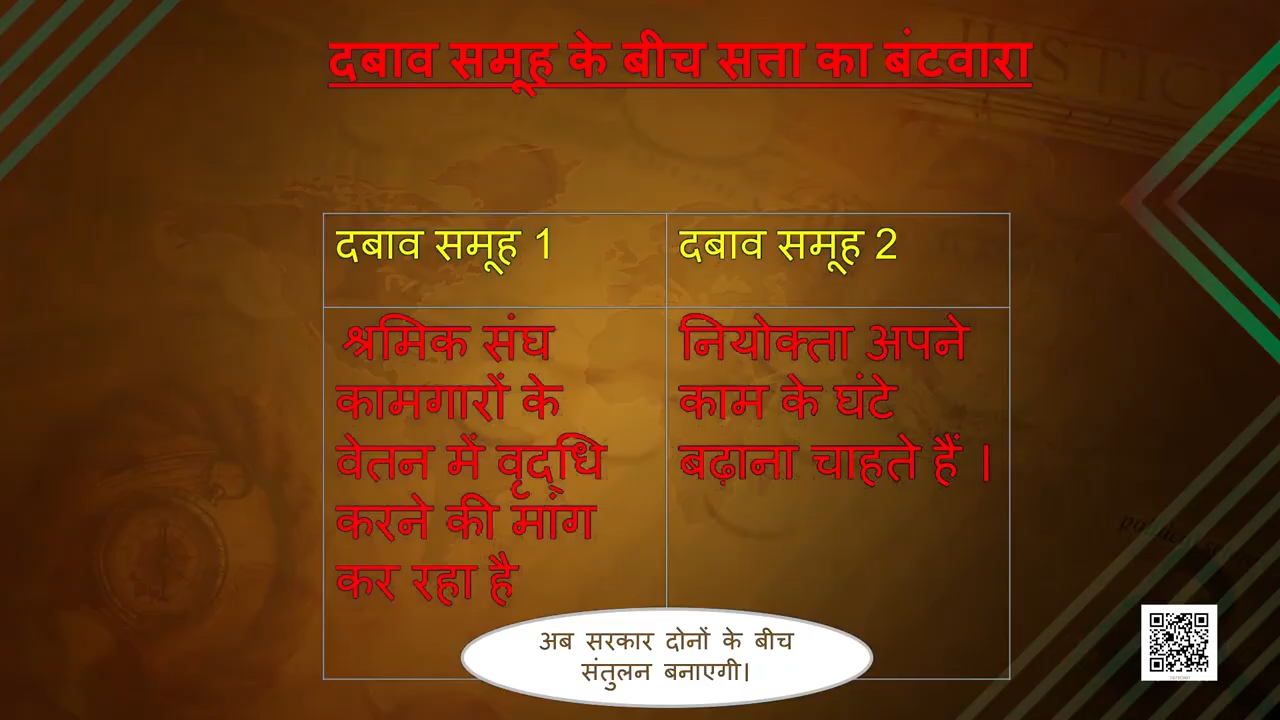 दबाव समूह के बीच सत्ता का बंटवारा
दबाव समूह 1
दबाव समूह 2
श्रमिक संघ
कामगारों के
वेतन में वृद्धि
करने की मांग
कर रहा है
नियोक्ता अपने
काम के घंटे
बढ़ाना चाहते हैं ।
अब सरकार दोनों के बीच
संतुलन बनाएगी।